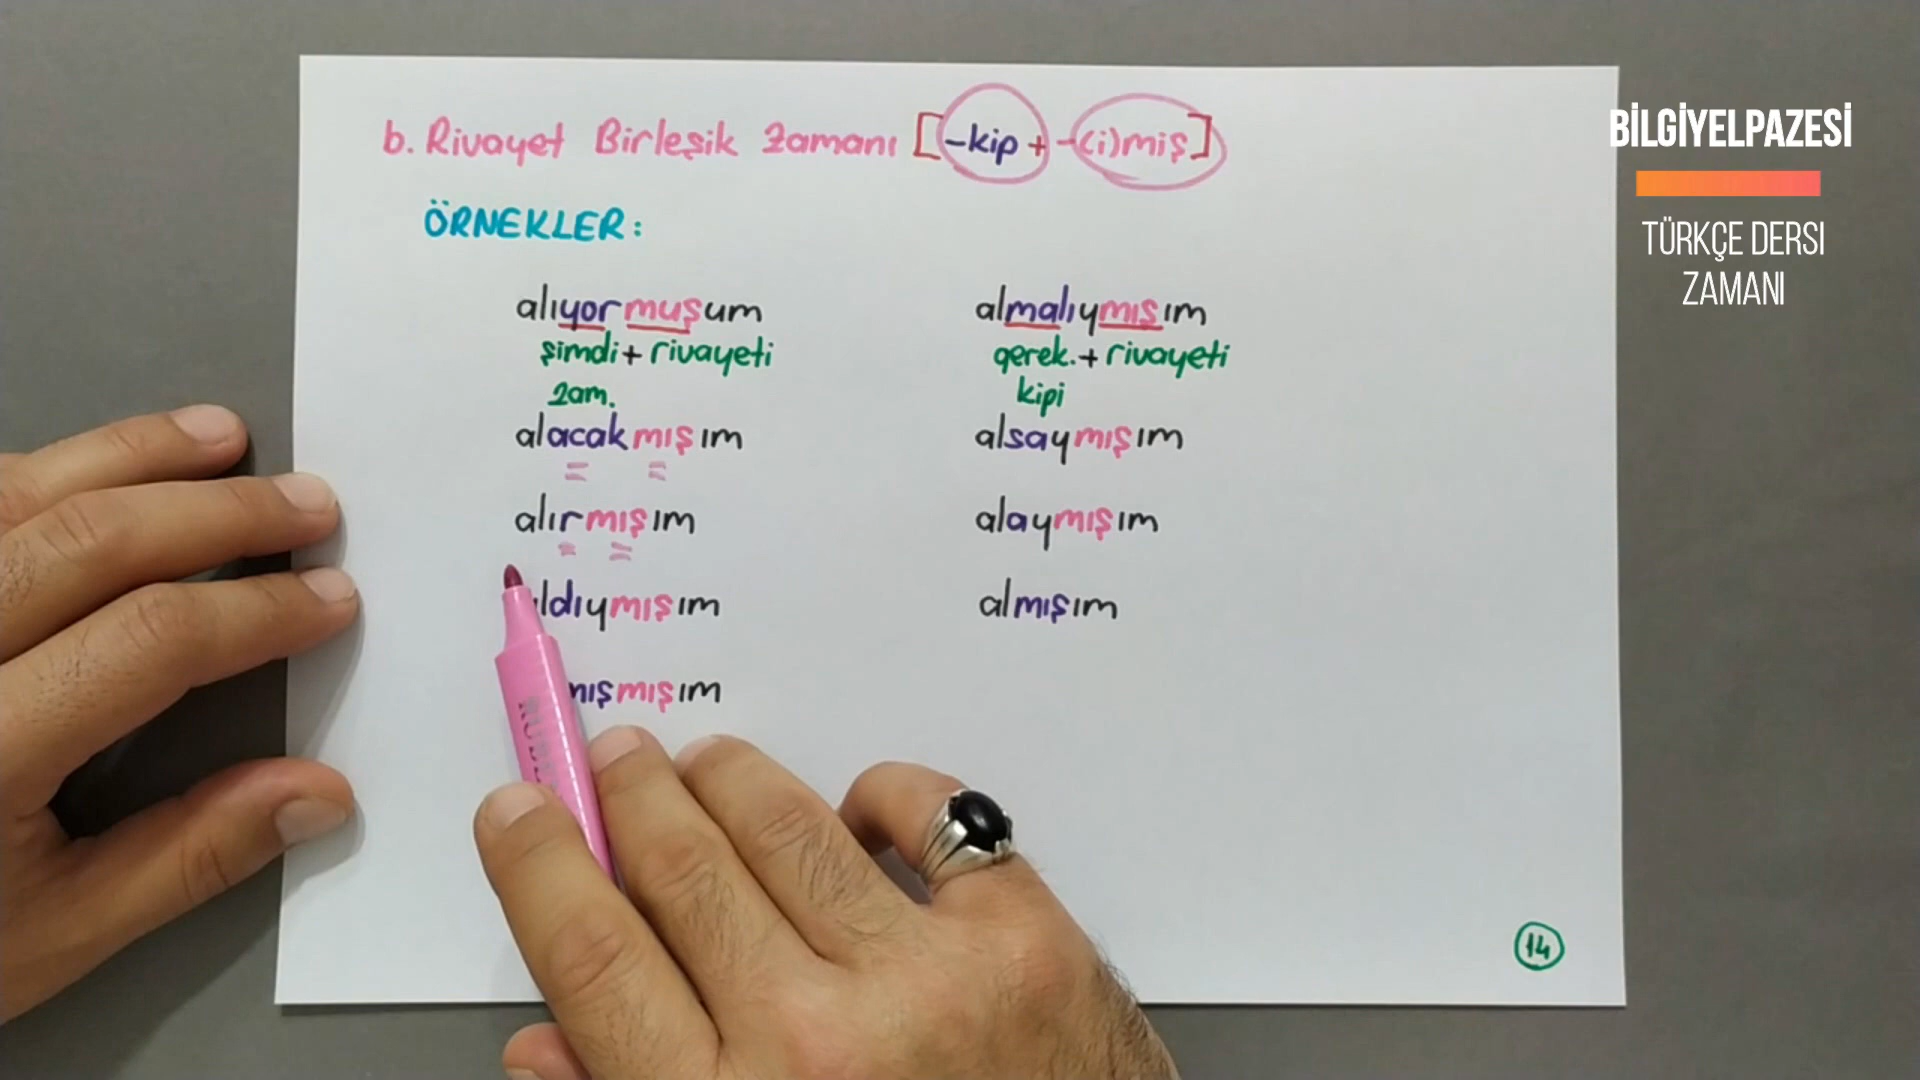 b. Rivayet Birleşik Zamanı [-kip + -(i)miş]
ÖRNEKLER:
alıyormuşum
şimdi + rivayeti
zam.
alacakmışım
alırmışım
ldıymışım
mışmışım
almalıymışım
gerek. + rivayeti
kipi
alsaymışım
alaymışım
almışım
14
BİLGİYELPAZESİ
TÜRKÇE DERSI
ZAMANI